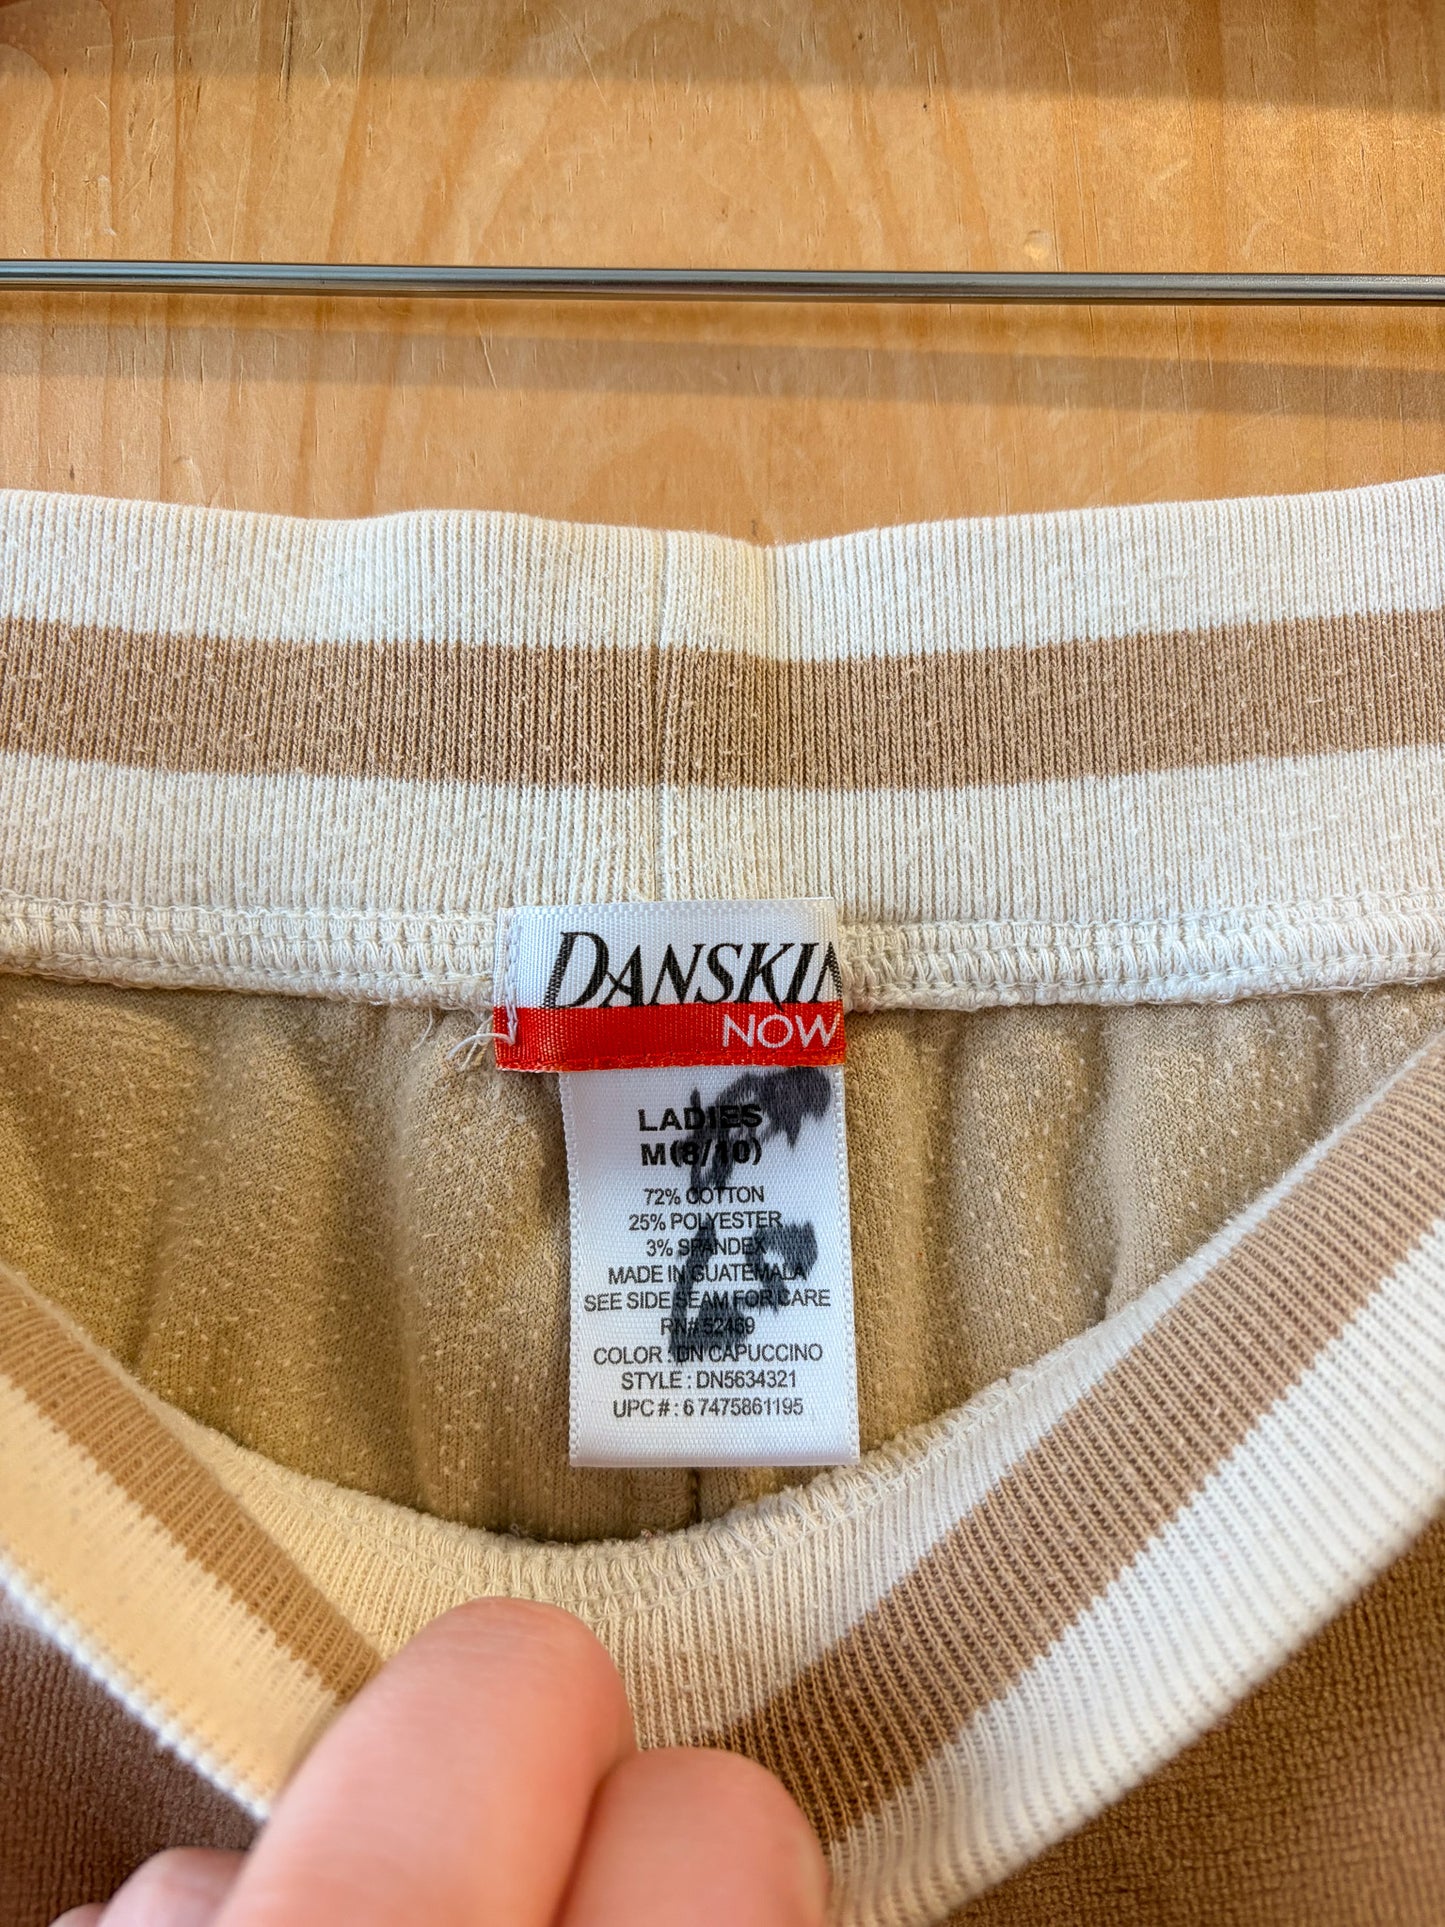 DANSKIN
NOW
LADIES
M(8/10)
72% COTTON
25% POLYESTER
3% SPANDEX
MADE IN GUATEMALA
SEE SIDE SEAM FOR CARE
RN# 52469
COLOR : DN CAPUCCINO
STYLE : DN5634321
UPC # : 6 7475861195